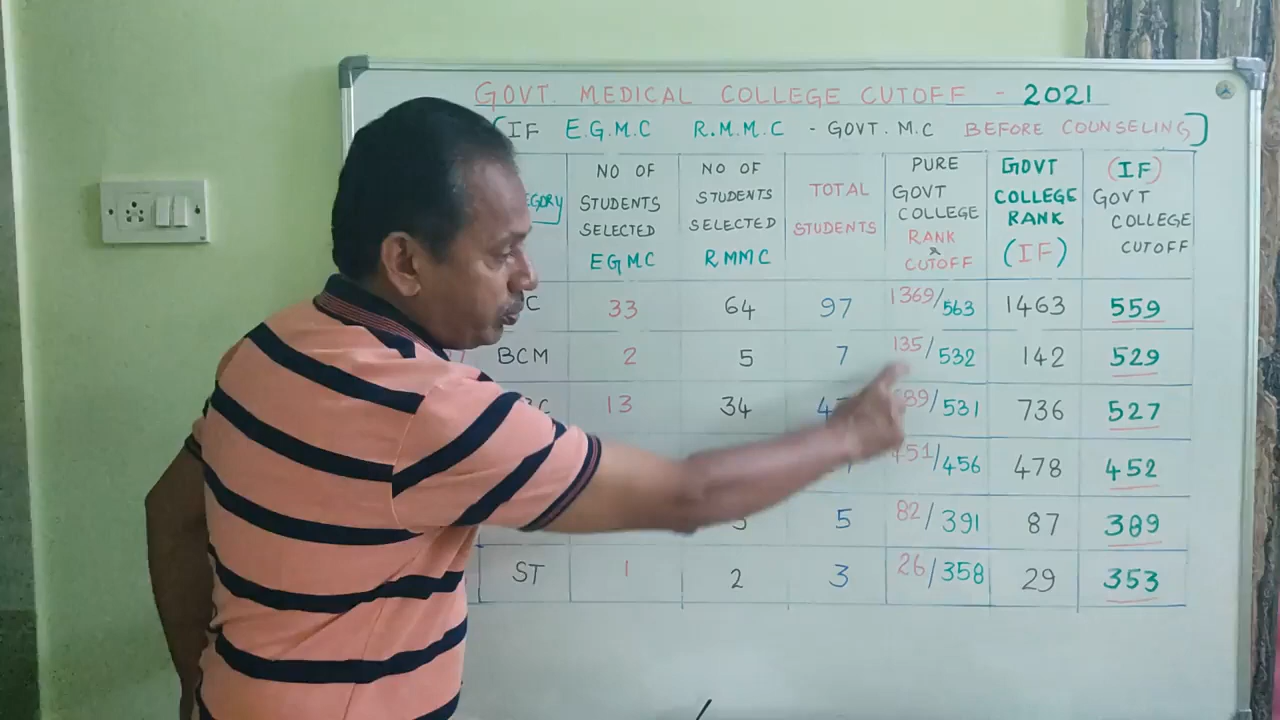 GOVT. MEDICAL COLLEGE CUTOFF - 2021
(IF E.G.M.C R.M.M.C - GOVT. M.C BEFORE COUNSELING)
NO OF STUDENTS SELECTED EGMC
NO OF STUDENTS SELECTED RMMC
TOTAL STUDENTS
PURE GOVT COLLEGE RANK & CUTOFF
GOVT COLLEGE RANK (IF)
(IF) GOVT COLLEGE CUTOFF
33 64 97 1369/563 1463 559
BCM 2 5 7 135/532 142 529
13 34 /531 736 527
451/456 478 452
5 82/391 87 389
ST 1 2 3 26/358 29 353